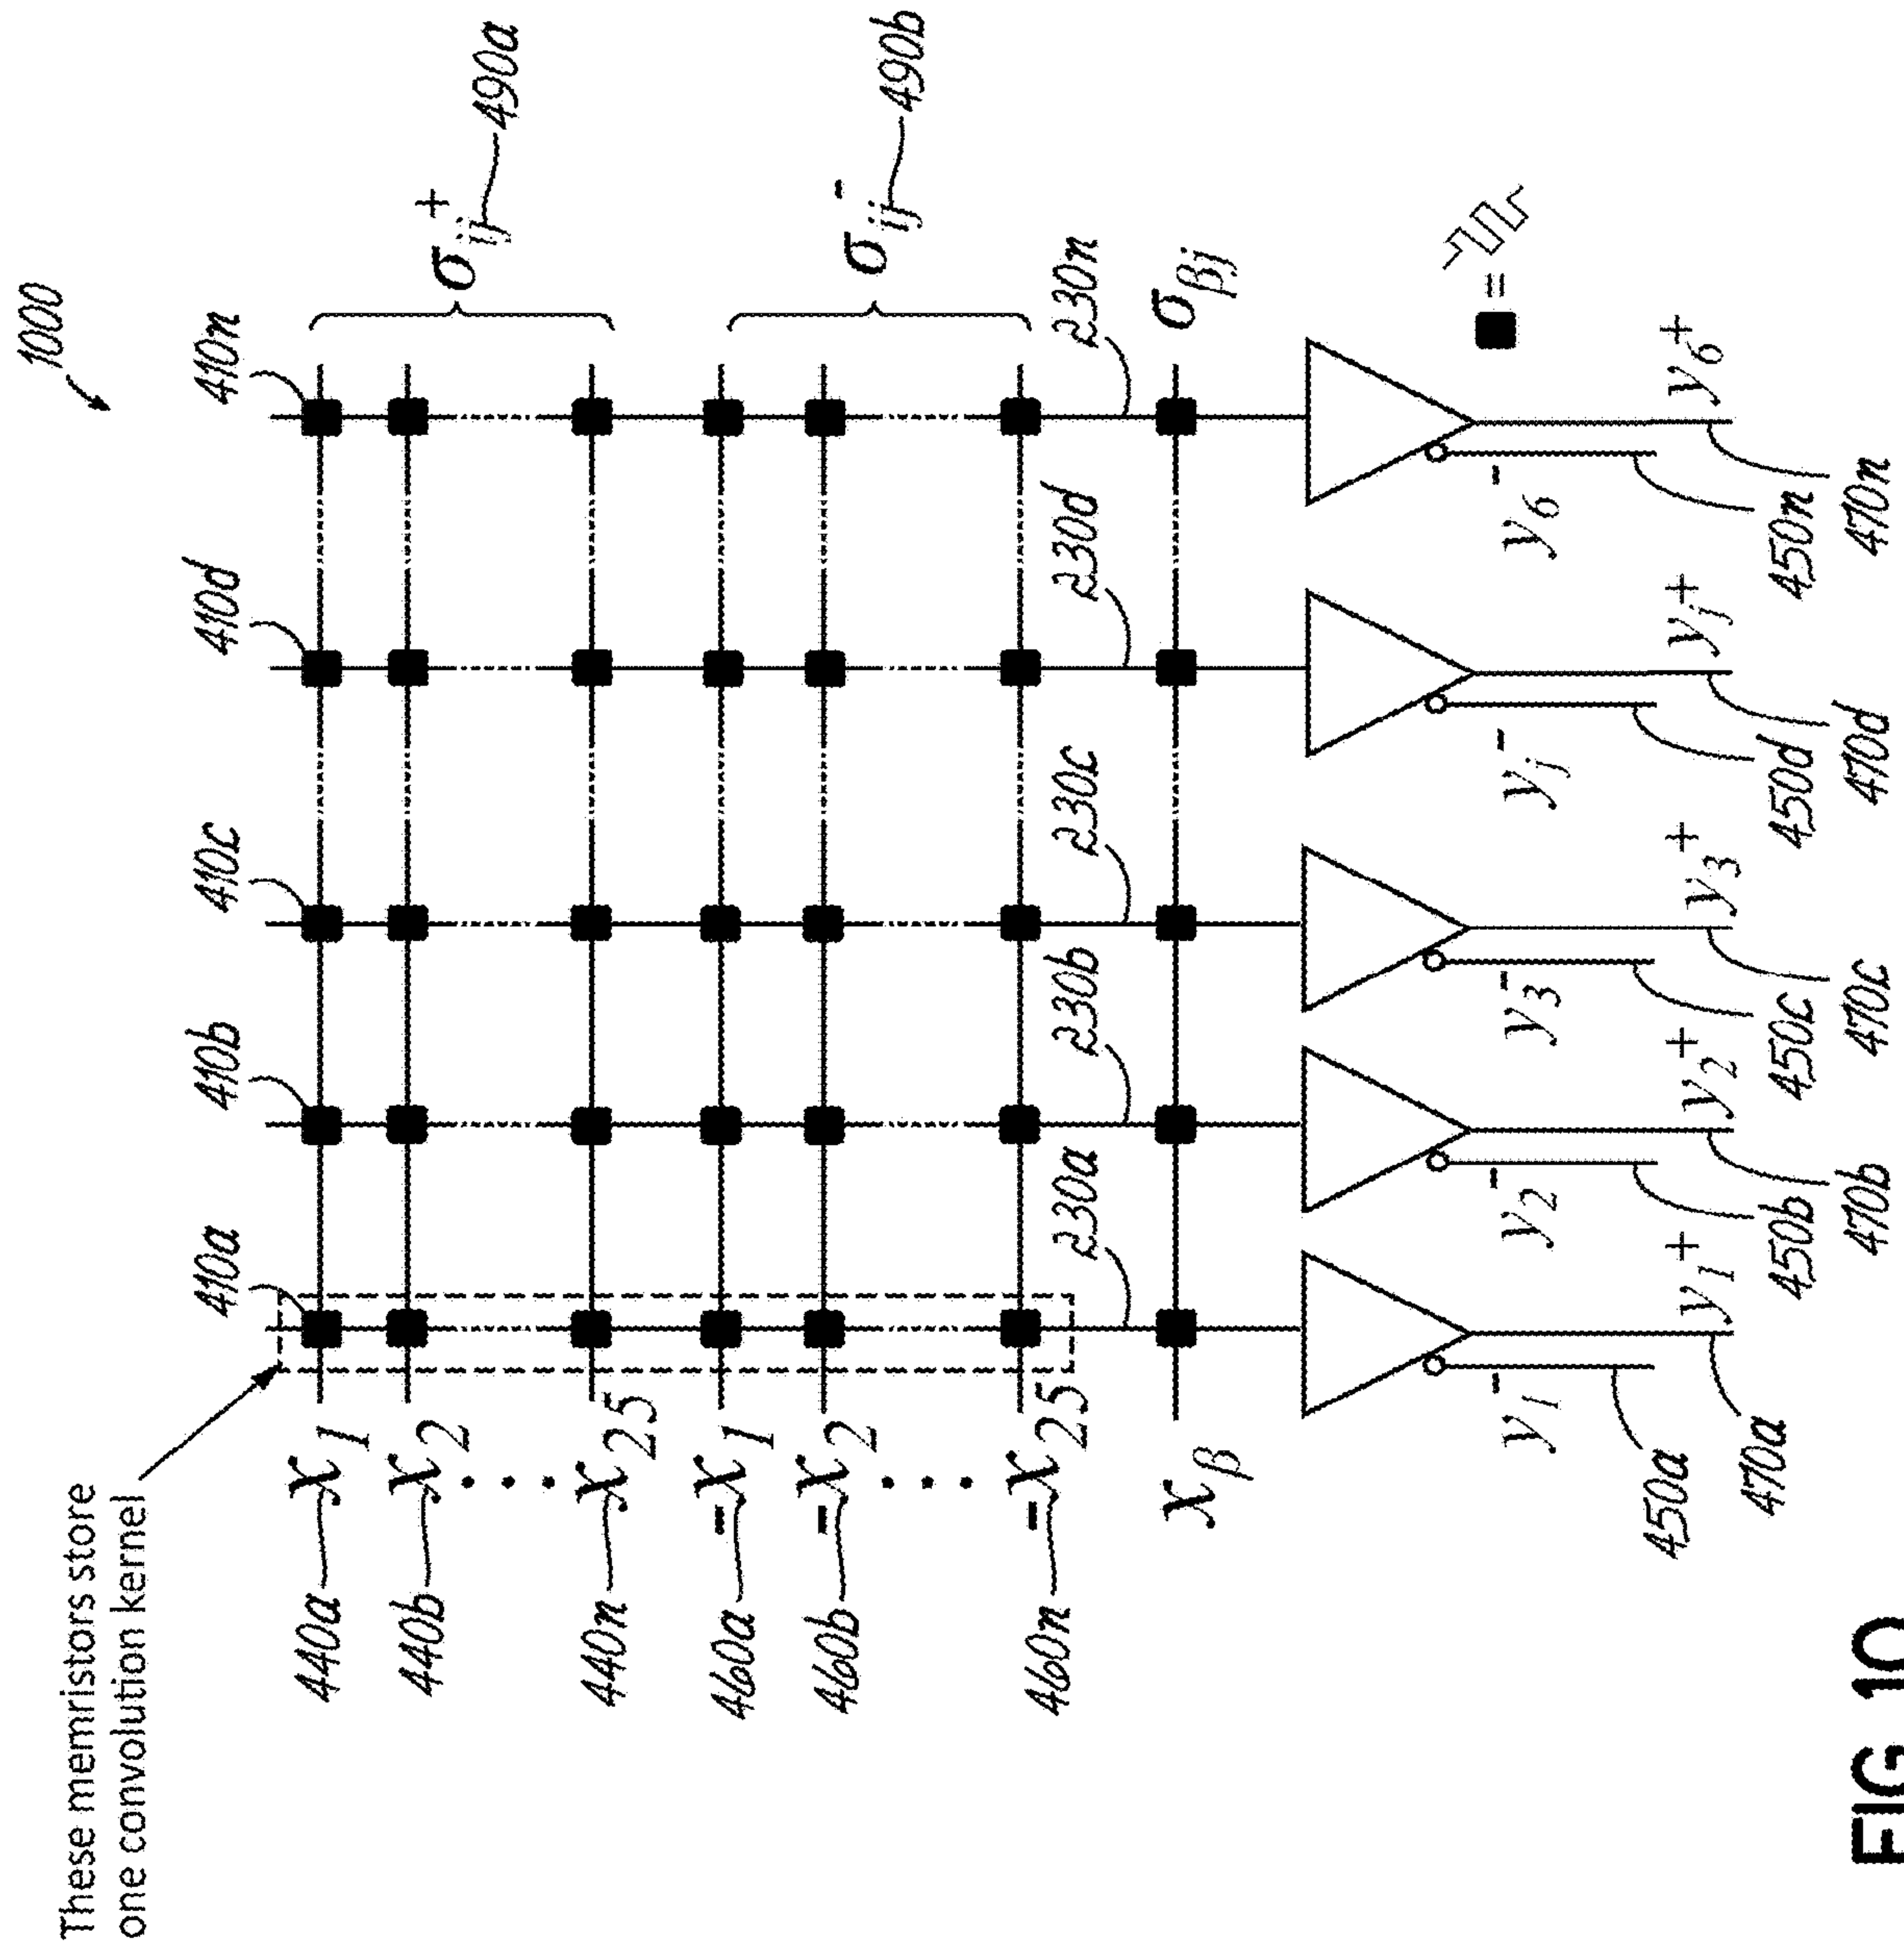 1000
These memristors store
one convolution kernel
410a 410b 410c 410d 410n
440a x1
440b x2
440n x25
σij+ 490a
460a -x1
460b -x2
460n -x25
σij- 490b
230a 230b 230c 230d 230n
xβ σβj
=
y1- y2- y3- yj- y6-
y1+ y2+ y3+ yj+ y6+
450a 450b 450c 450d 450n
470a 470b 470c 470d 470n
FIG 10